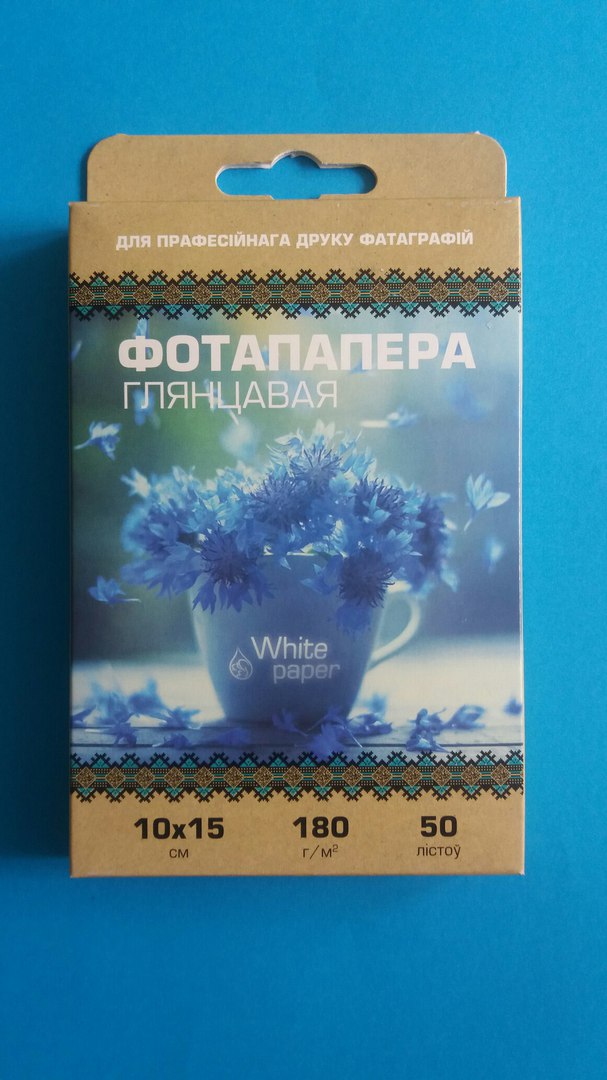 ДЛЯ ПРАФЕСІЙНАГА ДРУКУ ФАТАГРАФІЙ
ФОТАПАПЕРА
ГЛЯНЦАВАЯ
White
paper
10x15 180 50
см г/м² лістоў